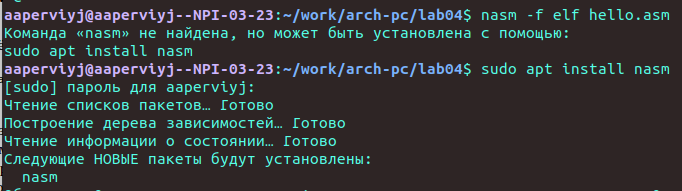 aaperviyj@aaperviyj--NPI-03-23:~/work/arch-pc/lab04$ nasm -f elf hello.asm
Команда «nasm» не найдена, но может быть установлена с помощью:
sudo apt install nasm
aaperviyj@aaperviyj--NPI-03-23:~/work/arch-pc/lab04$ sudo apt install nasm
[sudo] пароль для aaperviyj:
Чтение списков пакетов… Готово
Построение дерева зависимостей… Готово
Чтение информации о состоянии… Готово
Следующие НОВЫЕ пакеты будут установлены:
  nasm